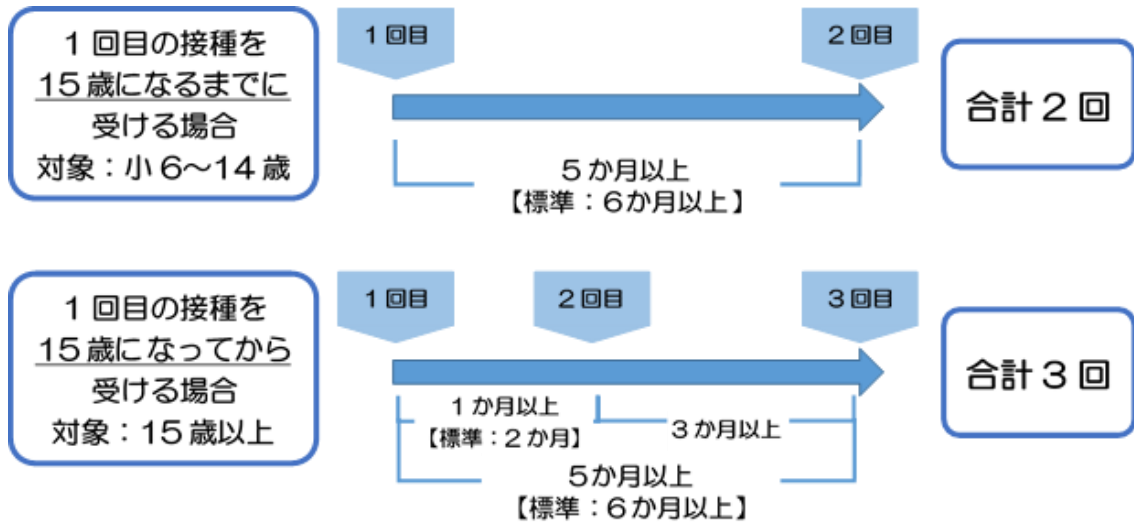 1回目の接種を
15歳になるまでに
受ける場合
対象：小6～14歳
1回目
2回目
5か月以上
【標準：6か月以上】
合計2回
1回目の接種を
15歳になってから
受ける場合
対象：15歳以上
1回目
2回目
3回目
1か月以上
【標準：2か月】
3か月以上
5か月以上
【標準：6か月以上】
合計3回